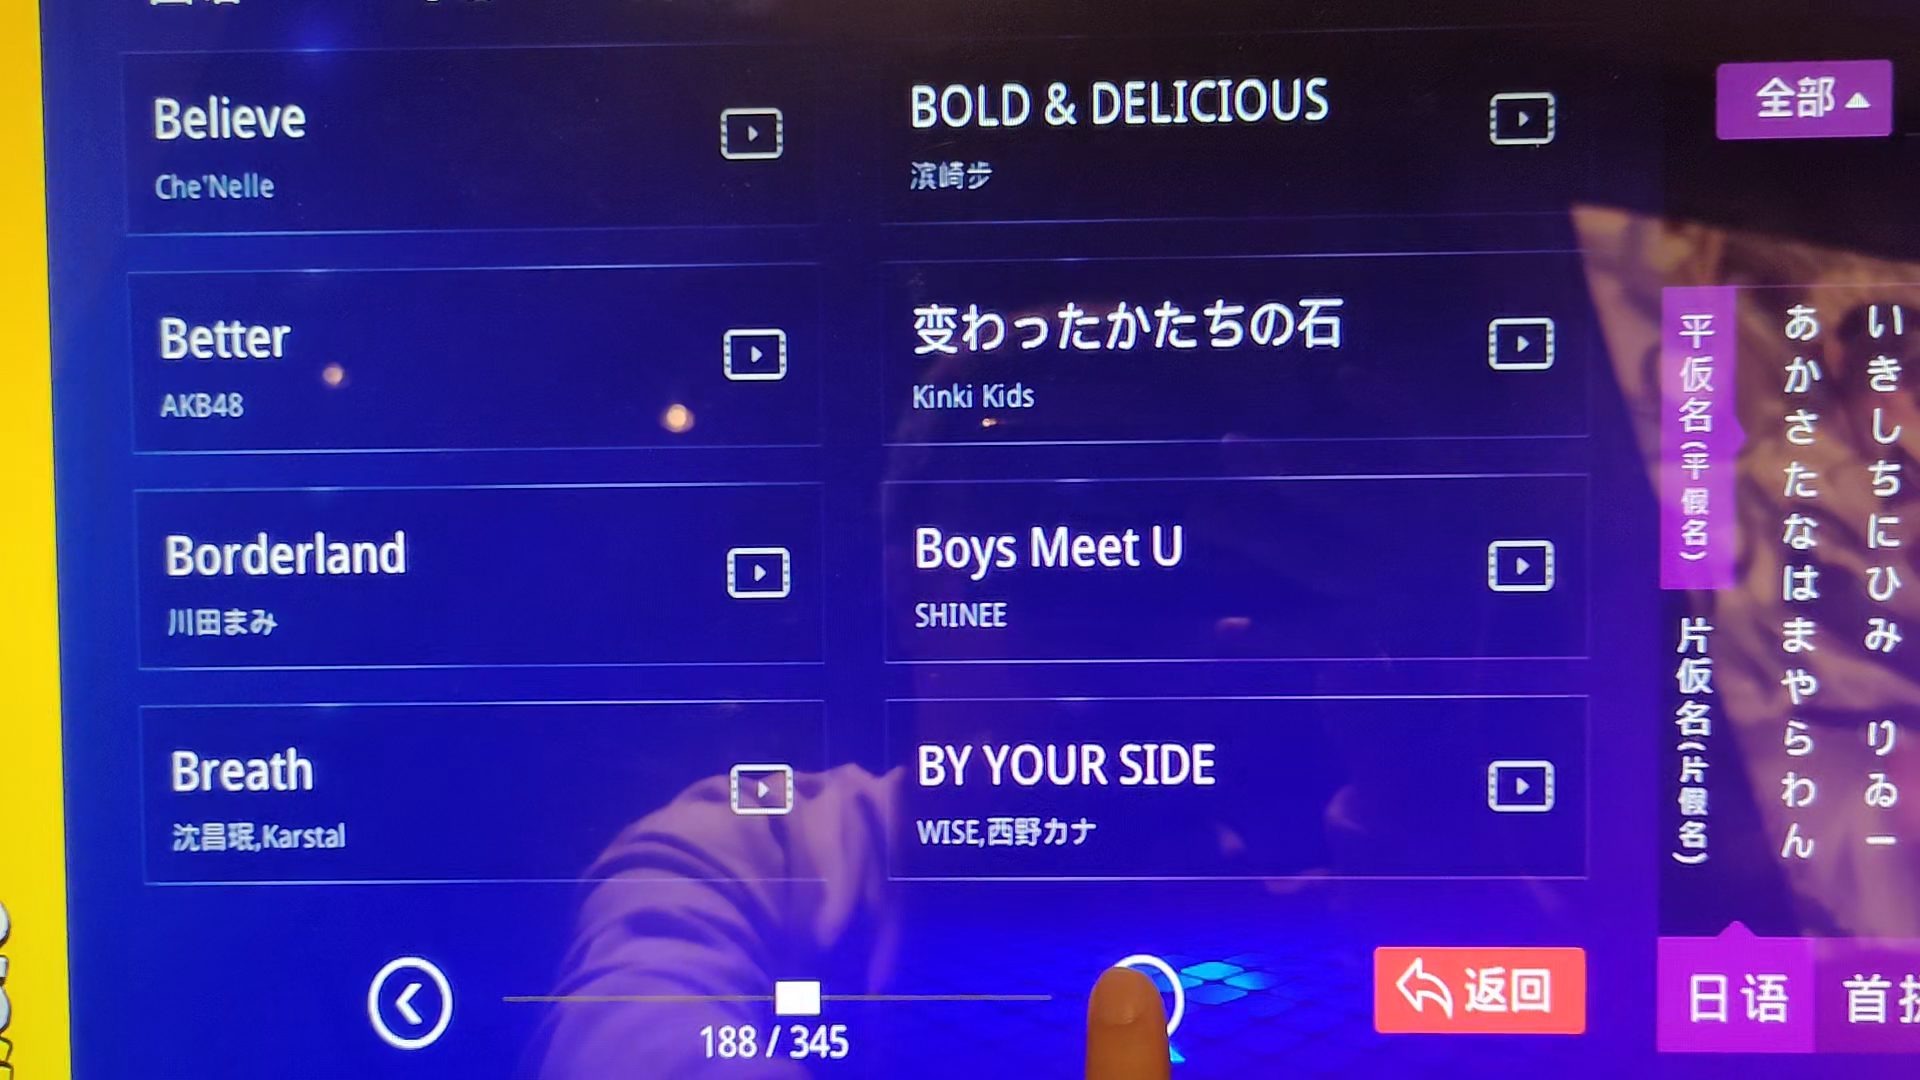 Believe
Che'Nelle
BOLD & DELICIOUS
滨崎步
Better
AKB48
変わったかたちの石
Kinki Kids
Borderland
川田まみ
Boys Meet U
SHINEE
Breath
沈昌珉,Karstal
BY YOUR SIDE
WISE,西野カナ
188 / 345
返回
全部
平仮名(平假名)
片仮名(片假名)
あかさたなはまやらわん
いきしちにひみ りゐー
日语
首